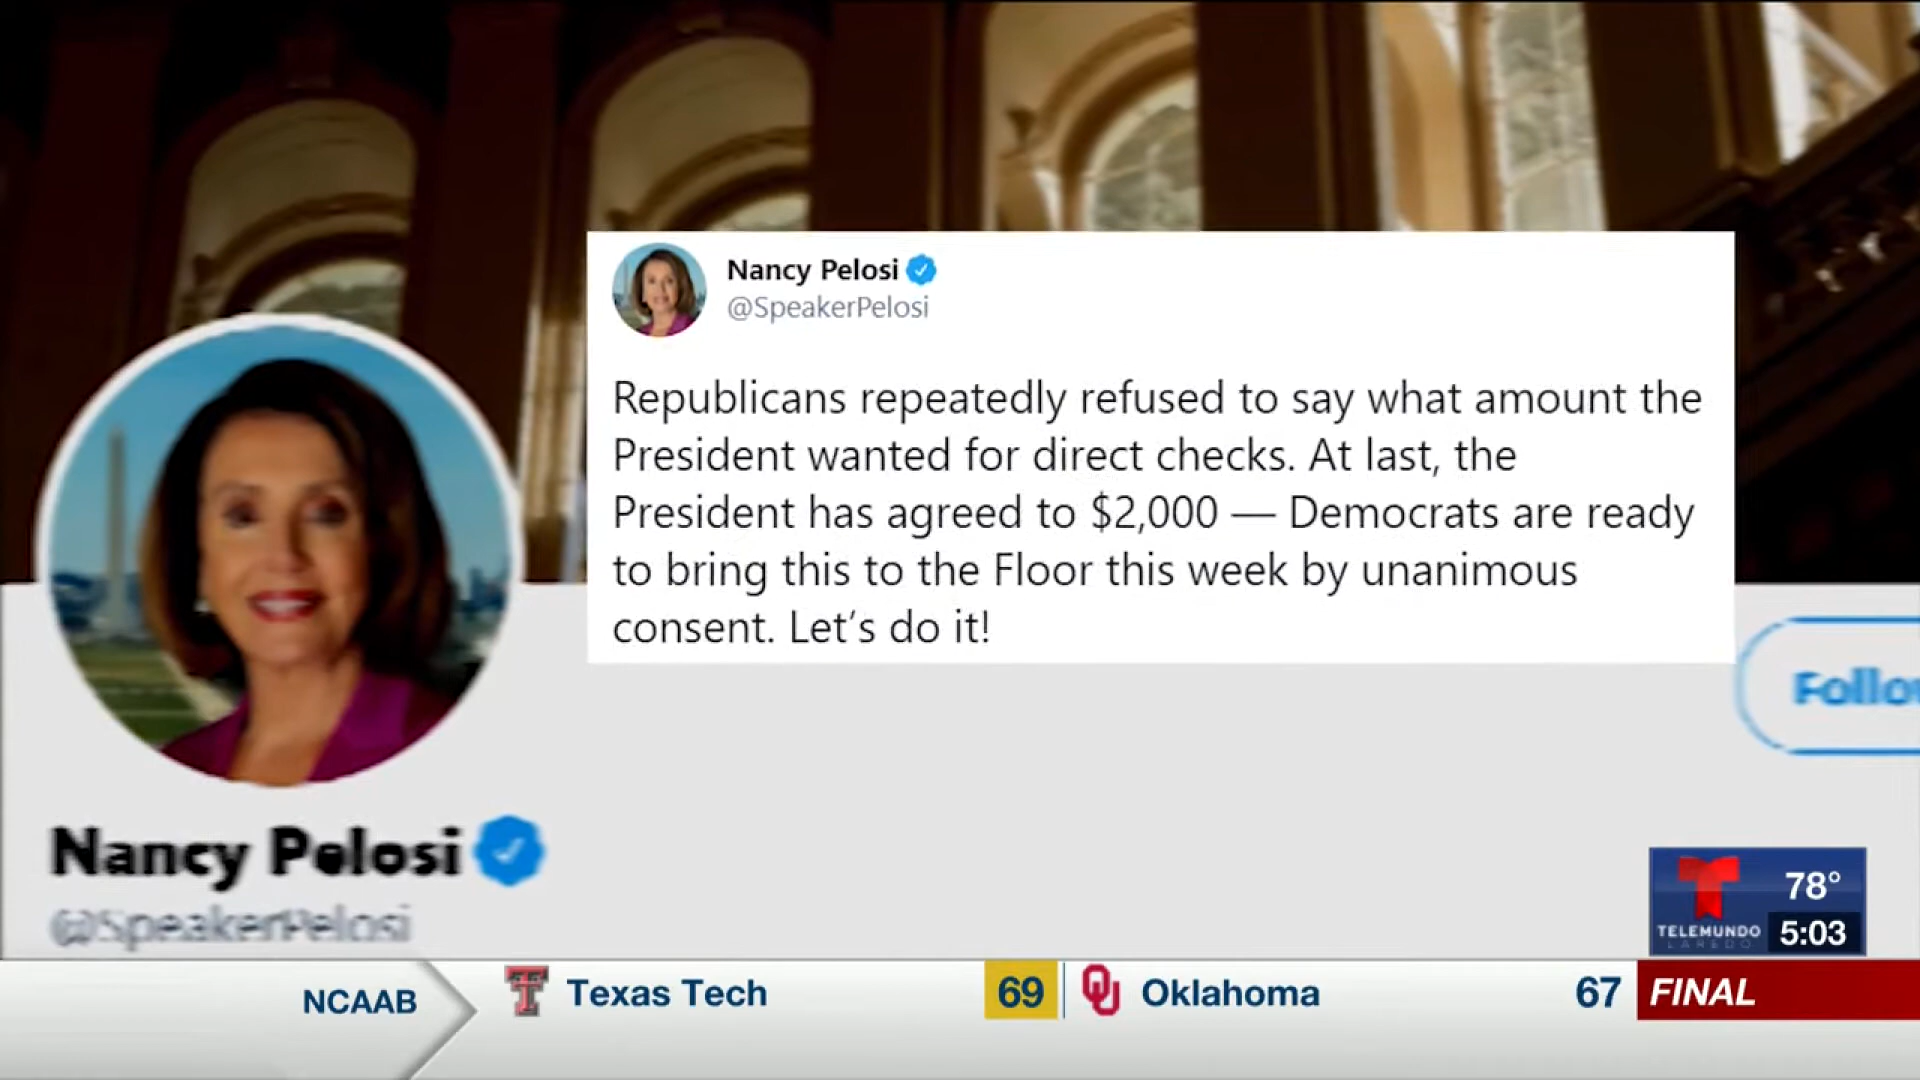 Nancy Pelosi
@SpeakerPelosi
Republicans repeatedly refused to say what amount the
President wanted for direct checks. At last, the
President has agreed to $2,000 — Democrats are ready
to bring this to the Floor this week by unanimous
consent. Let's do it!
Follo
Nancy Pelosi
@SpeakerPelosi
78°
TELEMUNDO
LAREDO
5:03
NCAAB
Texas Tech 69
Oklahoma 67
FINAL